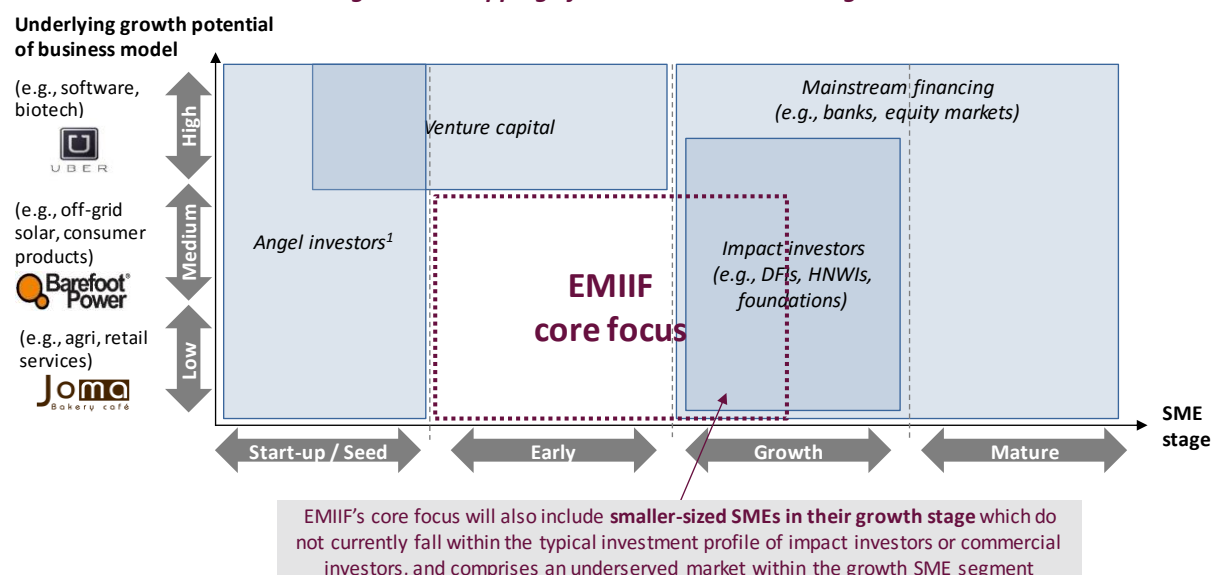 Underlying growth potential
of business model
(e.g., software,
biotech)
UBER
High
Venture capital
Mainstream financing
(e.g., banks, equity markets)
(e.g., off-grid
solar, consumer
products)
Barefoot®
Power
Medium
Angel investors1
EMIIF
core focus
Impact investors
(e.g., DFIs, HNWIs,
foundations)
(e.g., agri, retail
services)
Joma
Bakery café
Low
SME
stage
Start-up / Seed
Early
Growth
Mature
EMIIF's core focus will also include smaller-sized SMEs in their growth stage which do
not currently fall within the typical investment profile of impact investors or commercial
investors, and comprises an underserved market within the growth SME segment